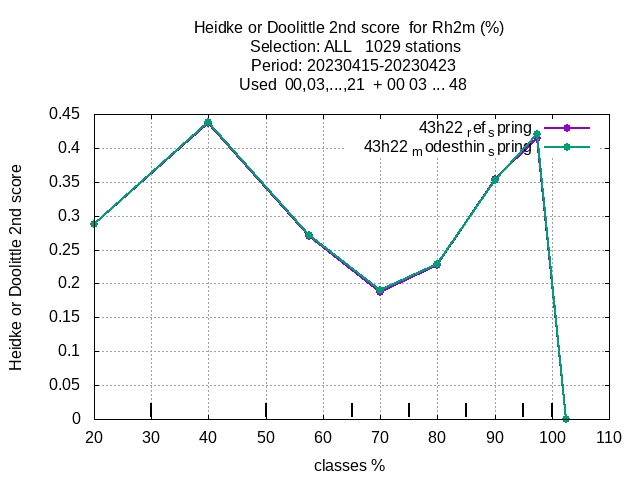 Heidke or Doolittle 2nd score  for Rh2m (%)
Selection: ALL   1029 stations
Period: 20230415-20230423
Used  00,03,...,21  + 00 03 ... 48
43h22 ref spring
43h22 modesthin spring
Heidke or Doolittle 2nd score
0.45
0.4
0.35
0.3
0.25
0.2
0.15
0.1
0.05
0
20 30 40 50 60 70 80 90 100 110
classes %